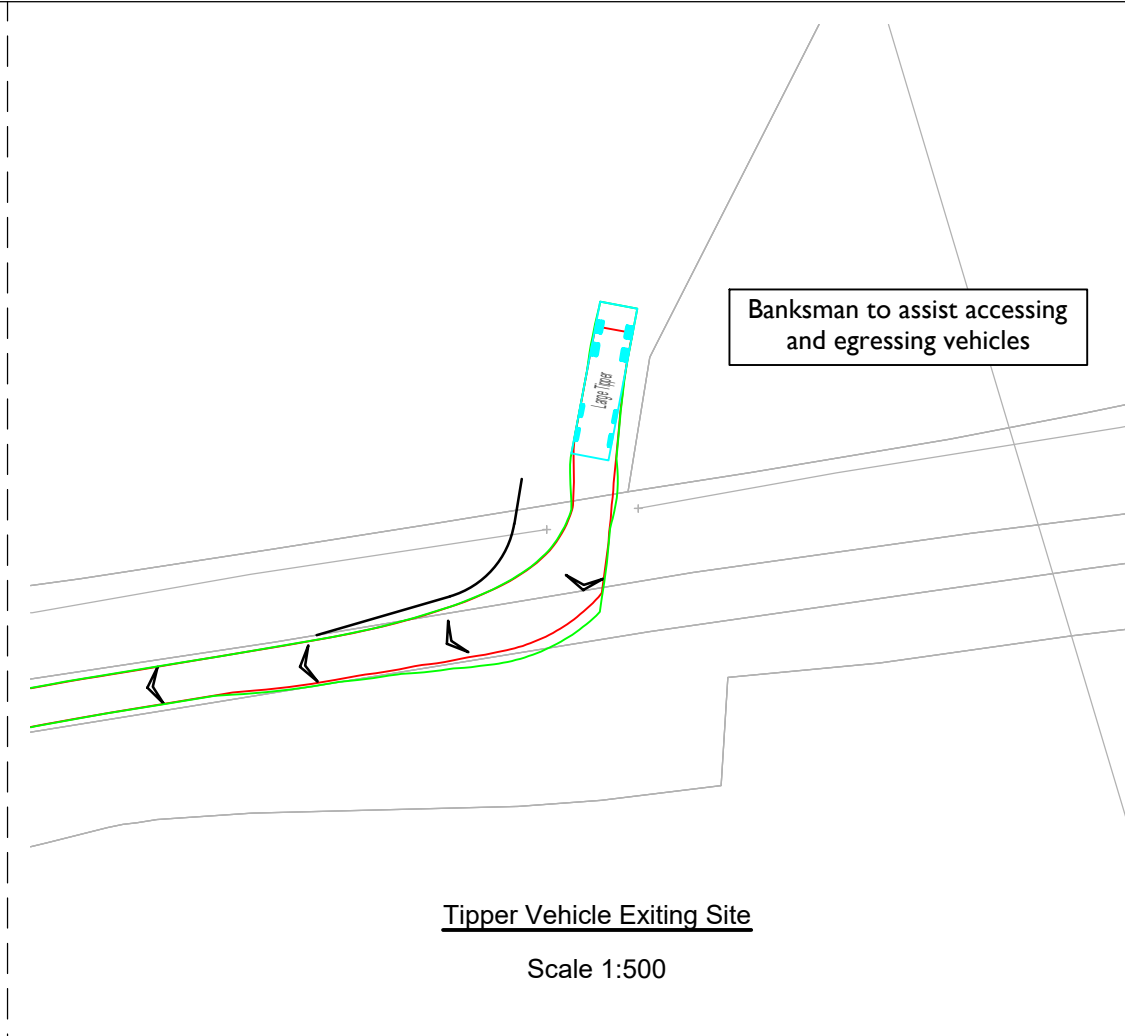 Banksman to assist accessing
and egressing vehicles
Large Tipper
Tipper Vehicle Exiting Site
Scale 1:500